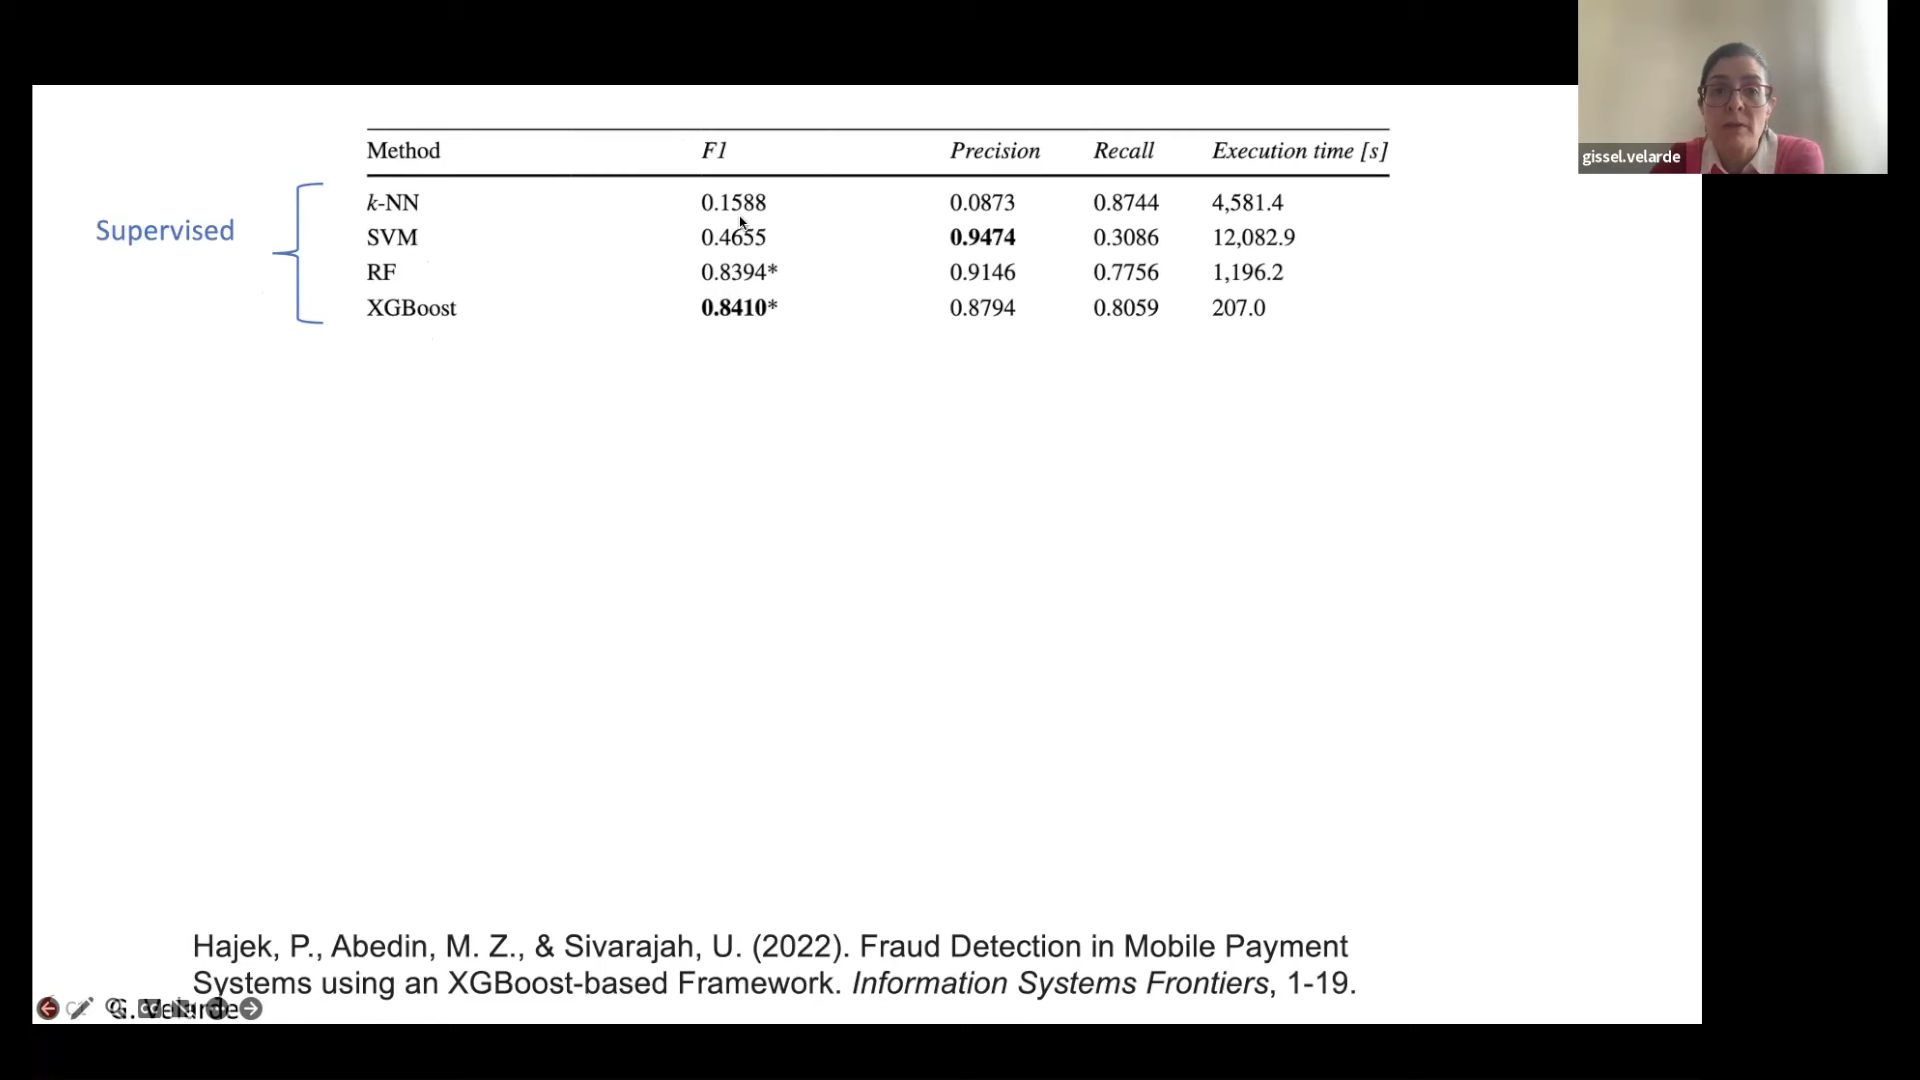 Method F1 Precision Recall Execution time [s]
k-NN 0.1588 0.0873 0.8744 4,581.4
Supervised
SVM 0.4655 0.9474 0.3086 12,082.9
RF 0.8394* 0.9146 0.7756 1,196.2
XGBoost 0.8410* 0.8794 0.8059 207.0
gissel.velarde
Hajek, P., Abedin, M. Z., & Sivarajah, U. (2022). Fraud Detection in Mobile Payment
Systems using an XGBoost-based Framework. Information Systems Frontiers, 1-19.
G. Velarde